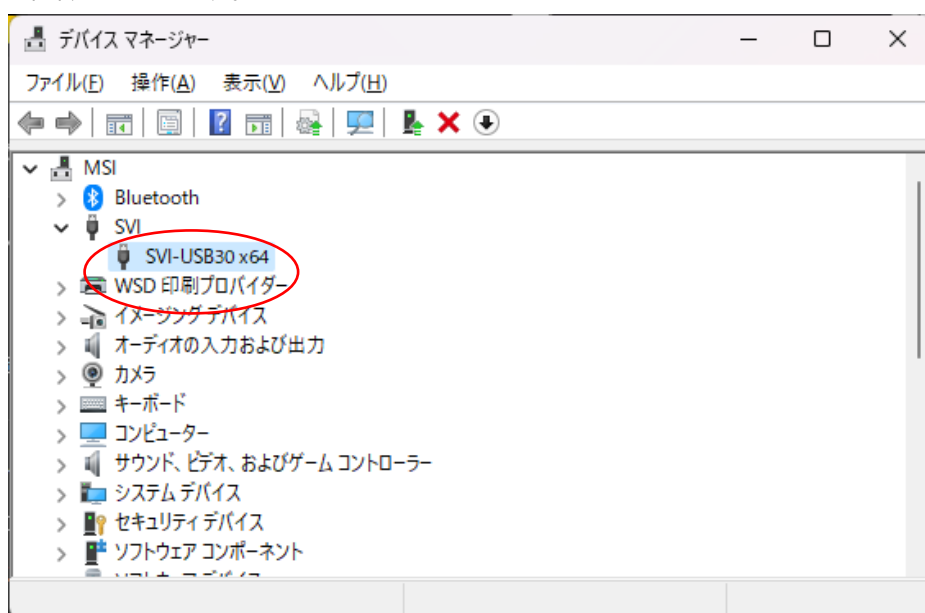 デバイス マネージャー
ファイル(F) 操作(A) 表示(V) ヘルプ(H)
MSI
Bluetooth
SVI
SVI-USB30 x64
WSD 印刷プロバイダー
イメージング デバイス
オーディオの入力および出力
カメラ
キーボード
コンピューター
サウンド、ビデオ、およびゲーム コントローラー
システム デバイス
セキュリティ デバイス
ソフトウェア コンポーネント